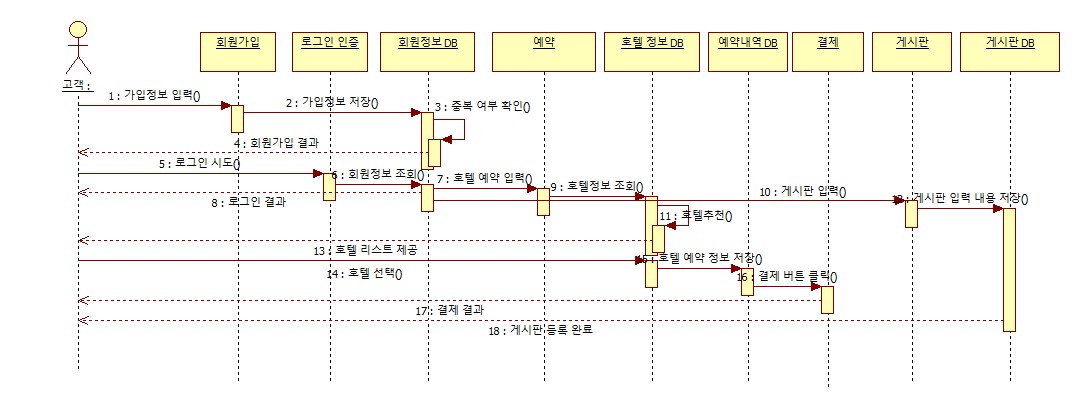 회원가입
로그인 인증
회원정보 DB
예약
호텔 정보 DB
예약내역 DB
결제
게시판
게시판 DB
고객 :
1 : 가입정보 입력()
2 : 가입정보 저장()
3 : 중복 여부 확인()
4 : 회원가입 결과
5 : 로그인 시도()
6 : 회원정보 조회()
7 : 호텔 예약 입력()
8 : 로그인 결과
9 : 호텔정보 조회()
10 : 게시판 입력()
11 : 호텔추천()
12 : 게시판 입력 내용 저장()
13 : 호텔 리스트 제공
14 : 호텔 선택()
15 : 호텔 예약 정보 저장()
16 : 결제 버튼 클릭()
17 : 결제 결과
18 : 게시판 등록 완료